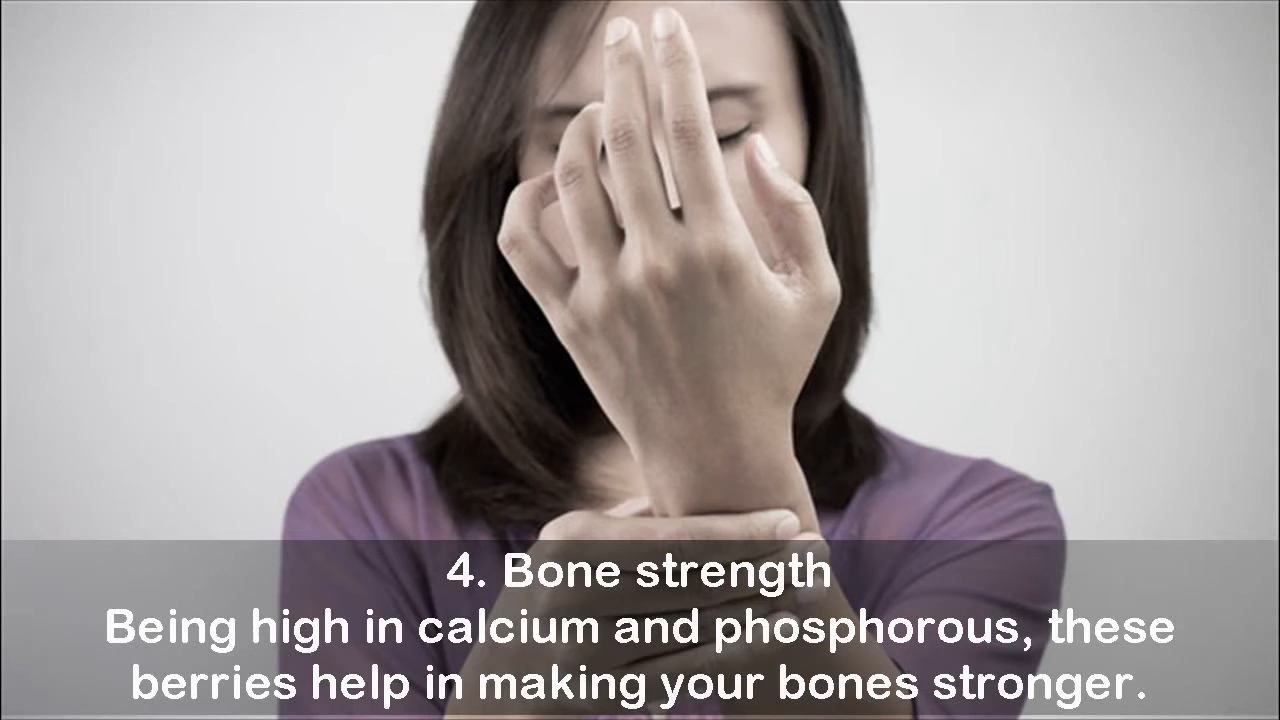 4. Bone strength
Being high in calcium and phosphorous, these
berries help in making your bones stronger.